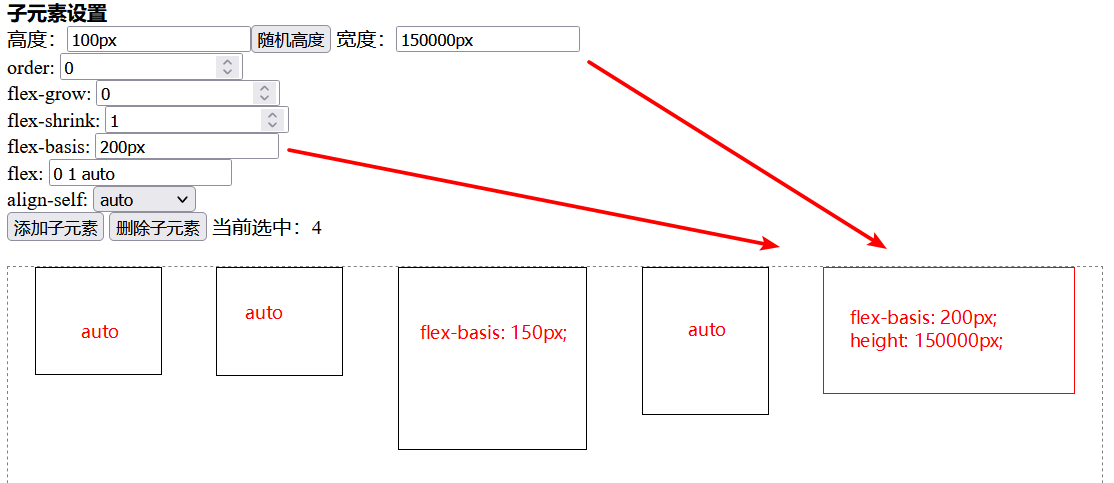 子元素设置
高度：100px 随机高度 宽度：150000px
order: 0
flex-grow: 0
flex-shrink: 1
flex-basis: 200px
flex: 0 1 auto
align-self: auto
添加子元素 删除子元素 当前选中：4
auto
auto
flex-basis: 150px;
auto
flex-basis: 200px;
height: 150000px;